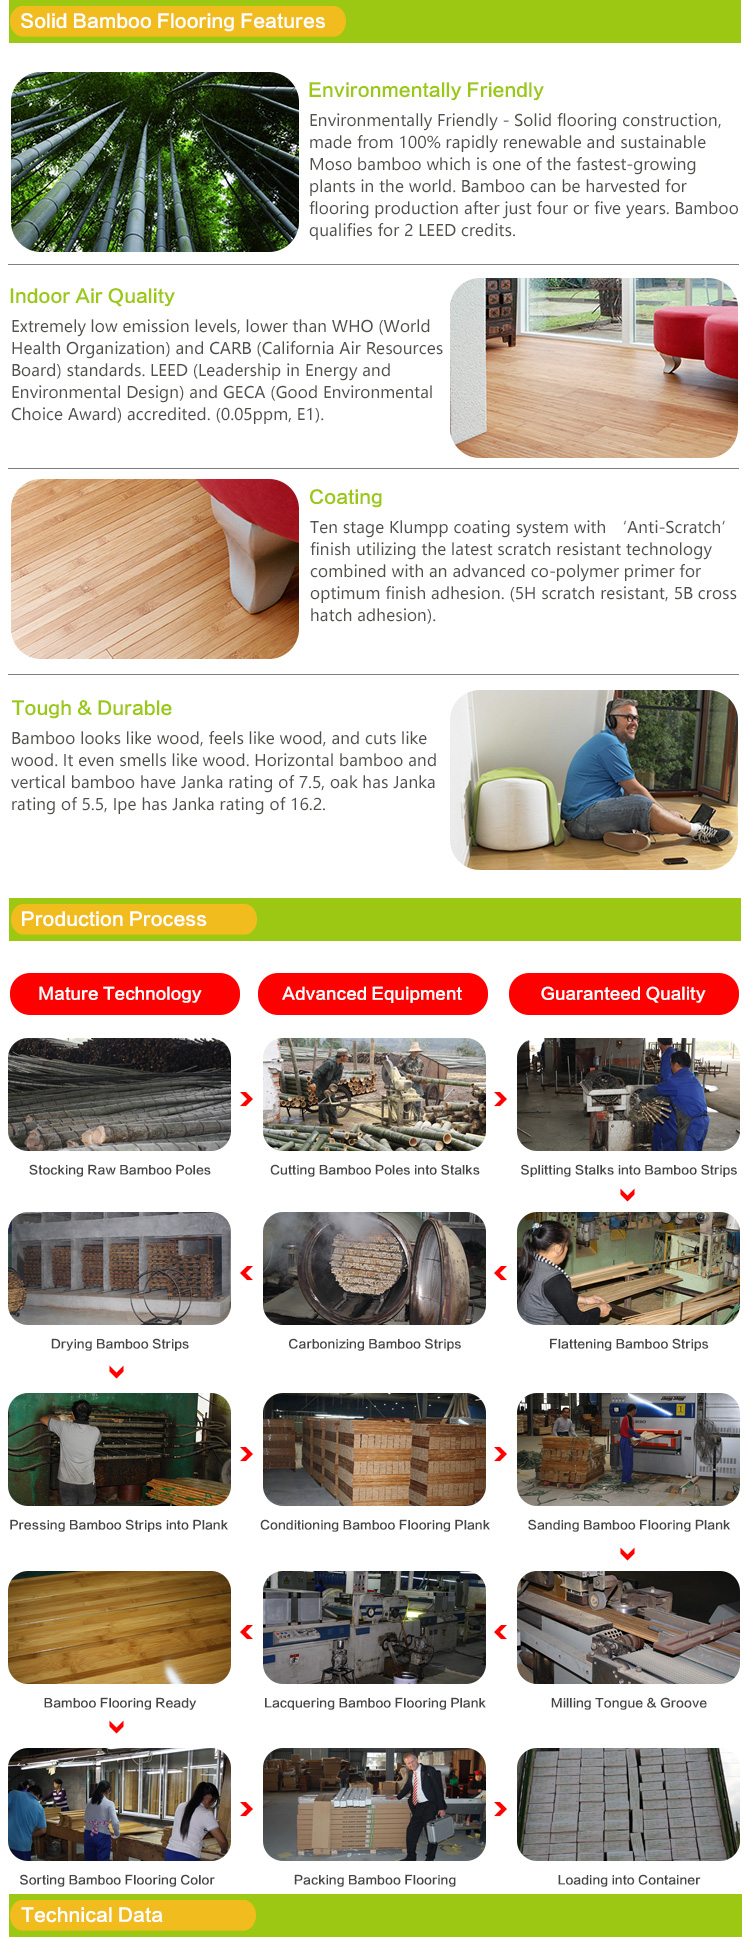 Solid Bamboo Flooring Features
Environmentally Friendly
Environmentally Friendly - Solid flooring construction,
made from 100% rapidly renewable and sustainable
Moso bamboo which is one of the fastest-growing
plants in the world. Bamboo can be harvested for
flooring production after just four or five years. Bamboo
qualifies for 2 LEED credits.
Indoor Air Quality
Extremely low emission levels, lower than WHO (World
Health Organization) and CARB (California Air Resources
Board) standards. LEED (Leadership in Energy and
Environmental Design) and GECA (Good Environmental
Choice Award) accredited. (0.05ppm, E1).
Coating
Ten stage Klumpp coating system with ‘Anti-Scratch’
finish utilizing the latest scratch resistant technology
combined with an advanced co-polymer primer for
optimum finish adhesion. (5H scratch resistant, 5B cross
hatch adhesion).
Tough & Durable
Bamboo looks like wood, feels like wood, and cuts like
wood. It even smells like wood. Horizontal bamboo and
vertical bamboo have Janka rating of 7.5, oak has Janka
rating of 5.5, Ipe has Janka rating of 16.2.
Production Process
Mature Technology
Advanced Equipment
Guaranteed Quality
Stocking Raw Bamboo Poles
Cutting Bamboo Poles into Stalks
Splitting Stalks into Bamboo Strips
Drying Bamboo Strips
Carbonizing Bamboo Strips
Flattening Bamboo Strips
Pressing Bamboo Strips into Plank
Conditioning Bamboo Flooring Plank
Sanding Bamboo Flooring Plank
Bamboo Flooring Ready
Lacquering Bamboo Flooring Plank
Milling Tongue & Groove
Sorting Bamboo Flooring Color
Packing Bamboo Flooring
Loading into Container
Technical Data